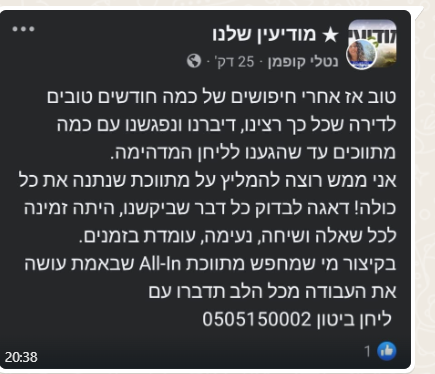 ★ מודיעין שלנו
נטלי קופמן · 25 דק' ·
טוב אז אחרי חיפושים של כמה חודשים טובים
לדירה שכל כך רצינו, דיברנו ונפגשנו עם כמה
מתווכים עד שהגענו לליחן המדהימה.
אני ממש רוצה להמליץ על מתווכת שנתנה את כל
כולה! דאגה לבדוק כל דבר שביקשנו, היתה זמינה
לכל שאלה ושיחה, נעימה, עומדת בזמנים.
בקיצור מי שמחפש מתווכת All-In שבאמת עושה
את העבודה מכל הלב תדברו עם
ליחן ביטון 0505150002
1
20:38